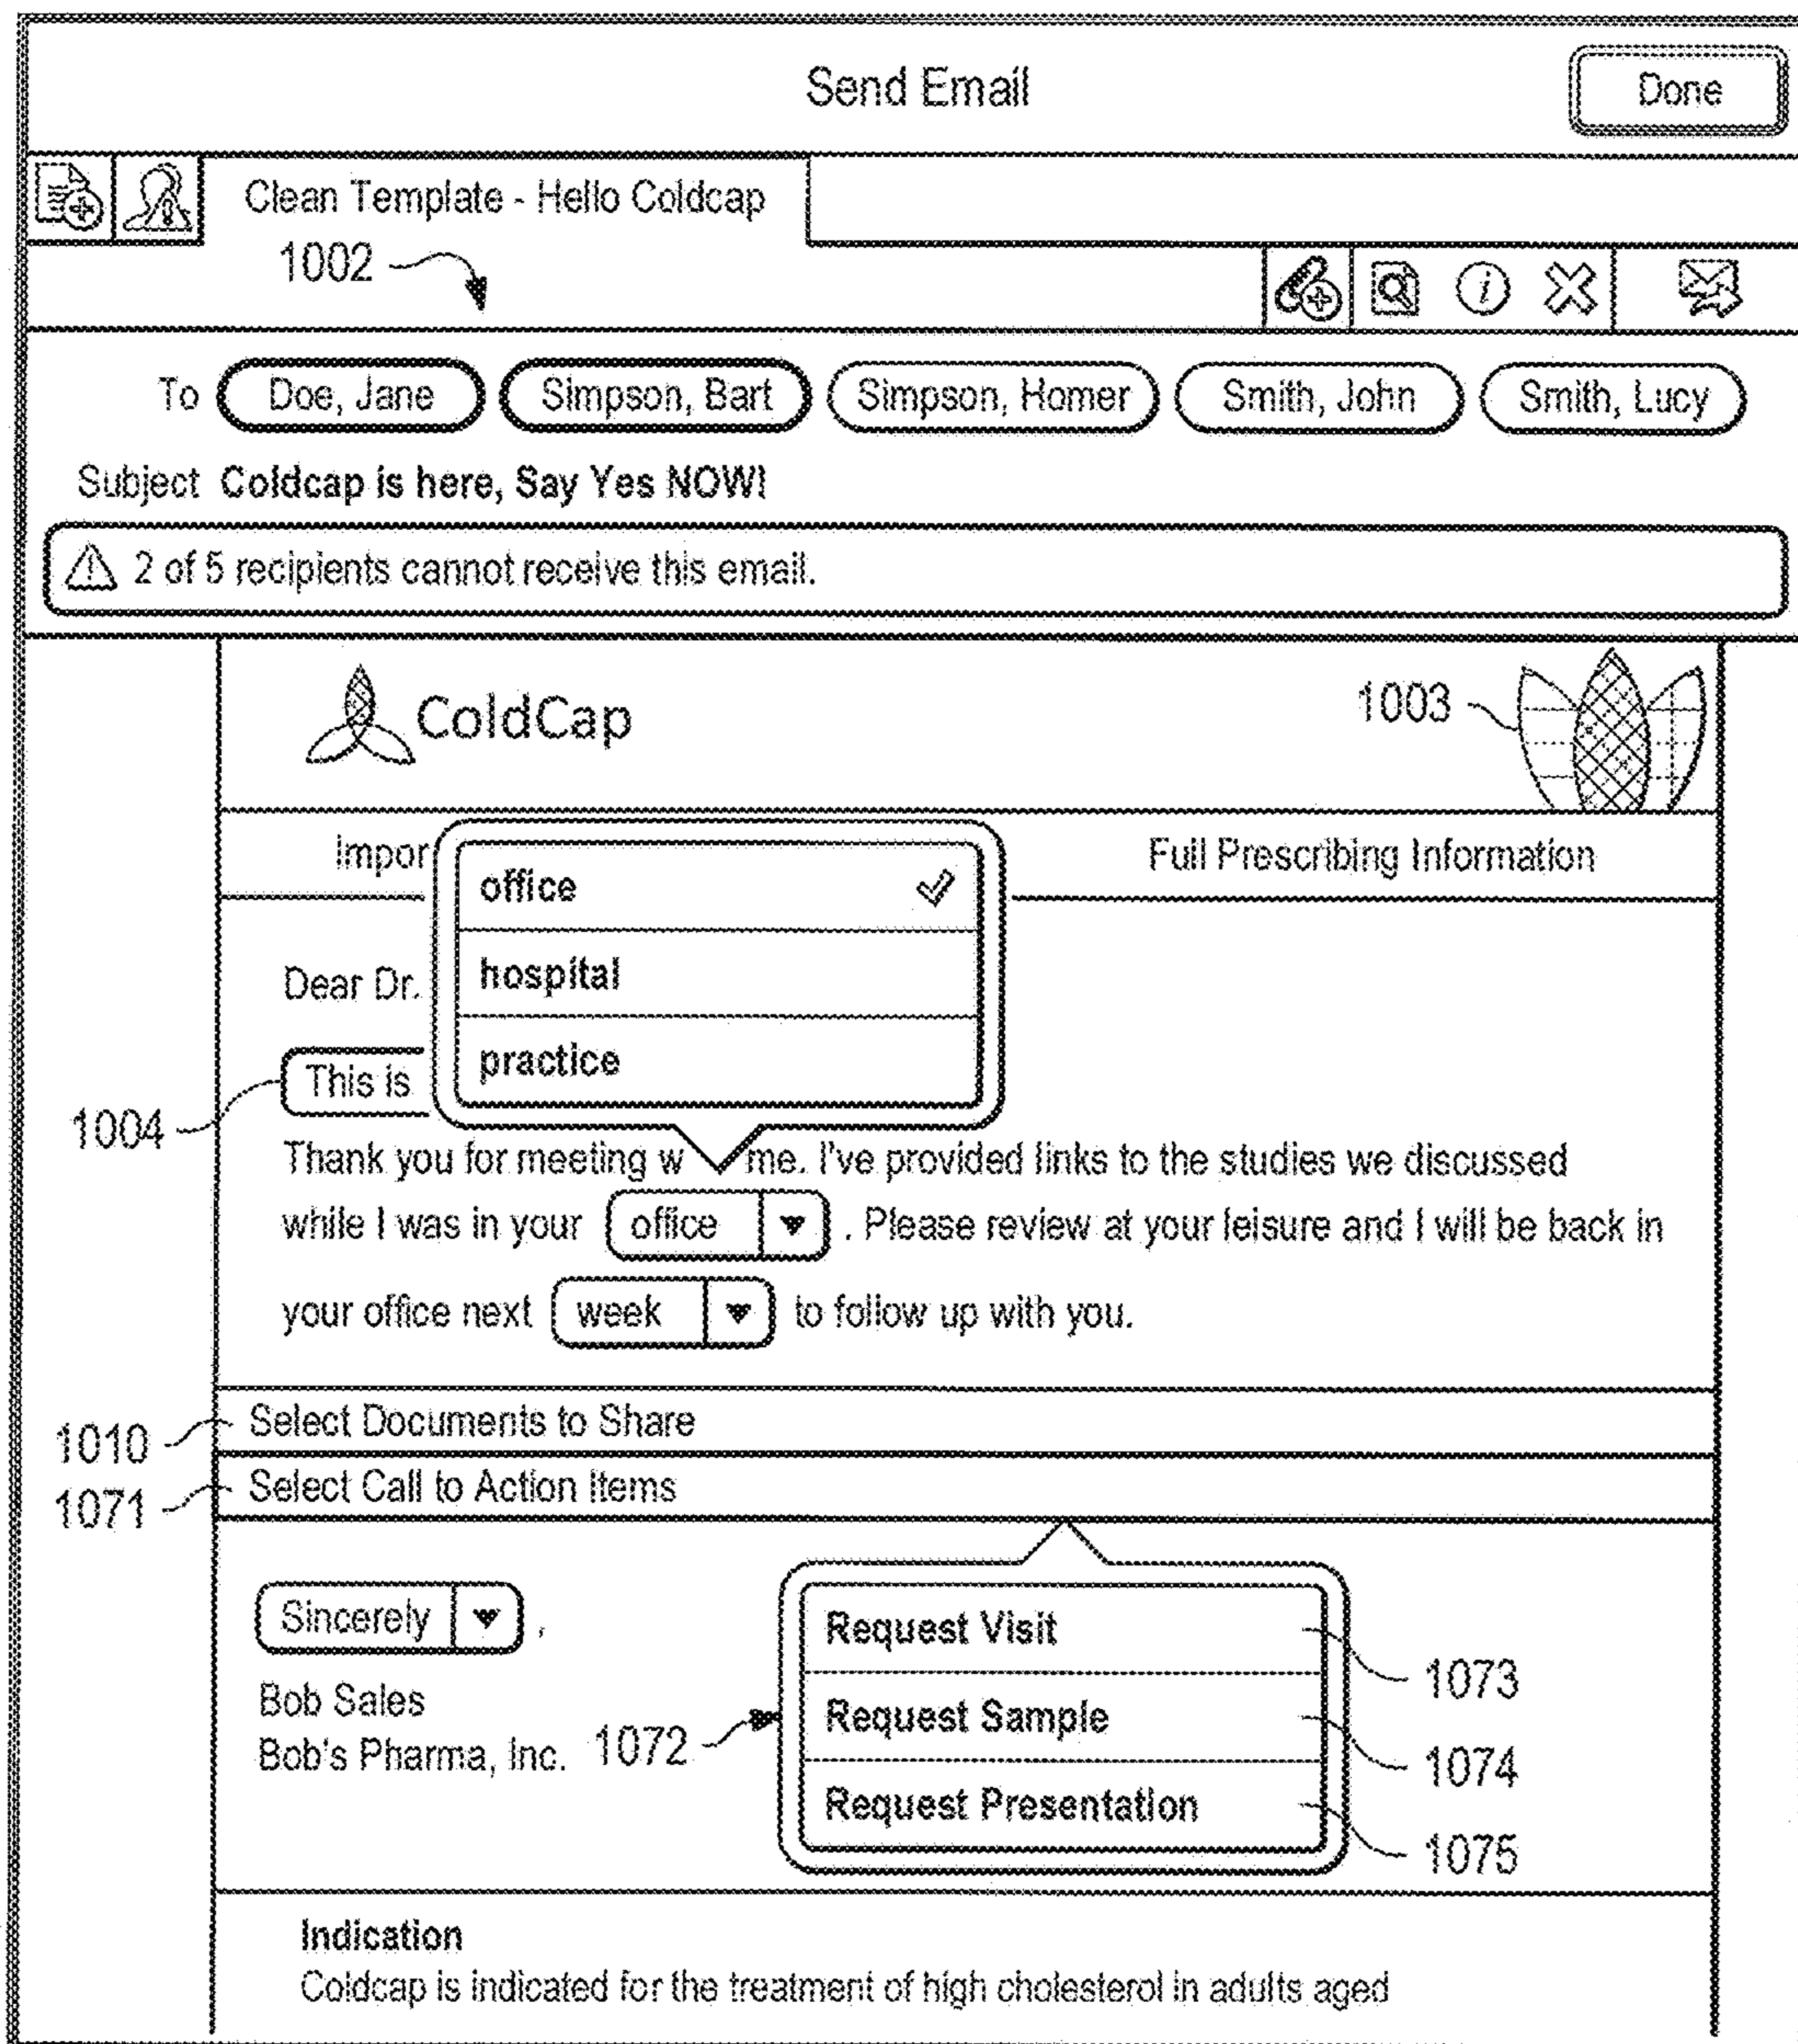 Send Email Done
Clean Template - Hello Coldcap
1002
To Doe, Jane Simpson, Bart Simpson, Homer Smith, John Smith, Lucy
Subject Coldcap is here, Say Yes NOW!
2 of 5 recipients cannot receive this email.
ColdCap 1003
Impor Full Prescribing Information
office
hospital
Dear Dr.
practice
This is
1004
Thank you for meeting w me. I've provided links to the studies we discussed
while I was in your office . Please review at your leisure and I will be back in
your office next week to follow up with you.
1010 Select Documents to Share
1071 Select Call to Action Items
Sincerely ,
Request Visit 1073
Bob Sales
Request Sample 1074
Bob's Pharma, Inc. 1072
Request Presentation 1075
Indication
Coldcap is indicated for the treatment of high cholesterol in adults aged